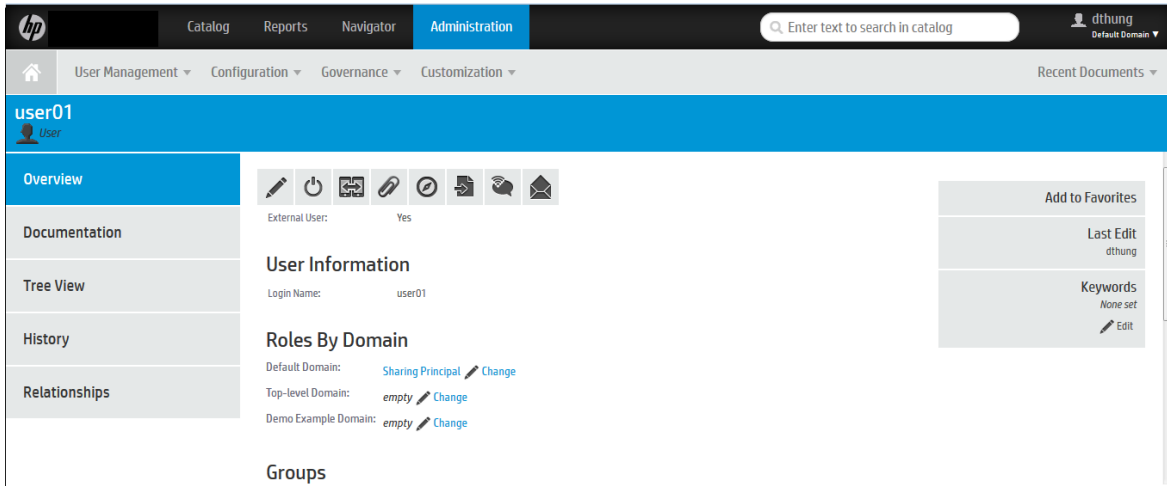 hp Catalog Reports Navigator Administration Enter text to search in catalog dthung
Default Domain ▼
User Management Configuration Governance Customization Recent Documents
user01
User
Overview
Documentation
Tree View
History
Relationships
External User: Yes
User Information
Login Name: user01
Roles By Domain
Default Domain: Sharing Principal Change
Top-level Domain: empty Change
Demo Example Domain: empty Change
Groups
Add to Favorites
Last Edit
dthung
Keywords
None set
Edit